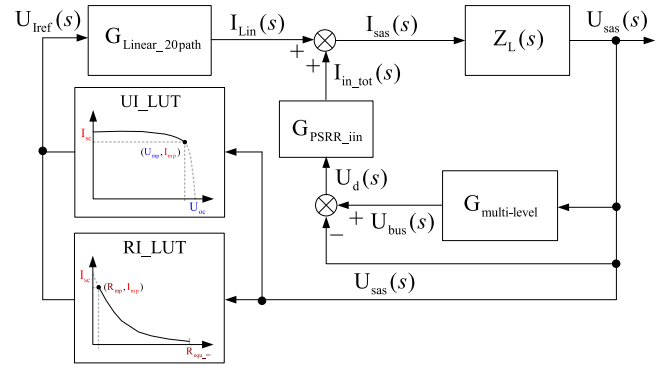 U_Iref(s)
G_Linear_20path
I_Lin(s)
+
+
I_sas(s)
Z_L(s)
U_sas(s)
I_in_tot(s)
UI_LUT
I_sc
(U_mp, I_mp)
U_oc
G_PSRR_iin
U_d(s)
+
−
U_bus(s)
G_multi-level
RI_LUT
I_sc
(R_mp, I_mp)
R_equ_∞
U_sas(s)